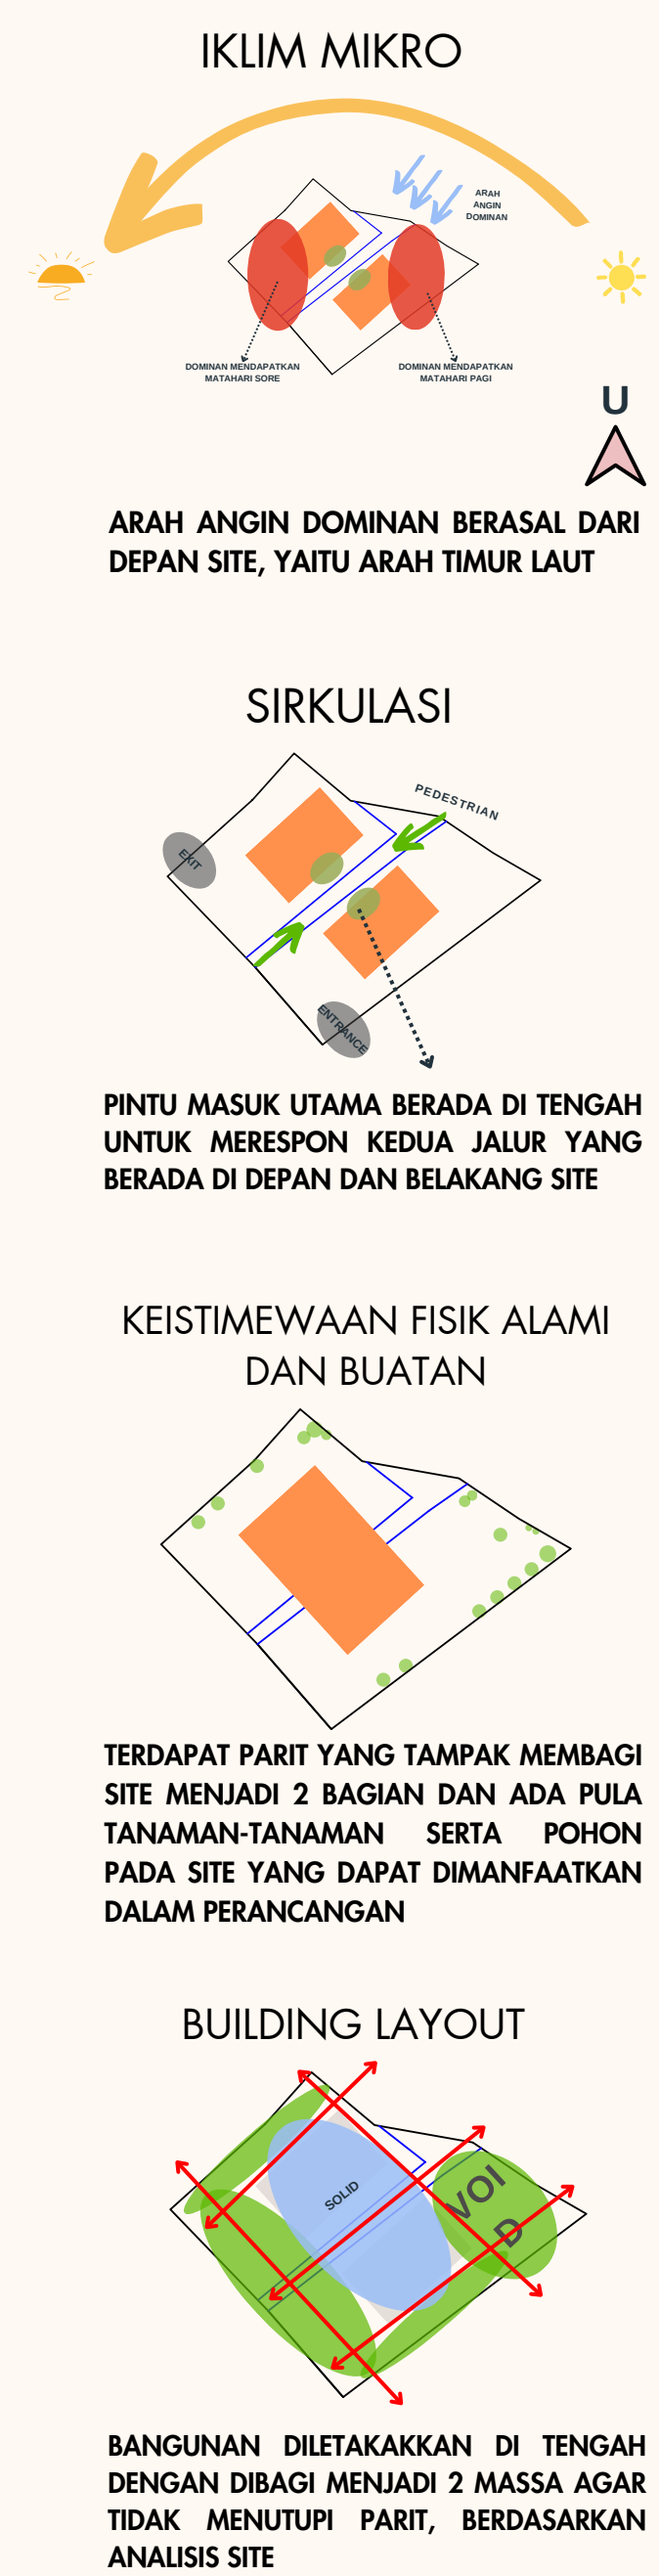 IKLIM MIKRO
ARAH
ANGIN
DOMINAN
DOMINAN MENDAPATKAN
MATAHARI SORE
DOMINAN MENDAPATKAN
MATAHARI PAGI
U
ARAH ANGIN DOMINAN BERASAL DARI
DEPAN SITE, YAITU ARAH TIMUR LAUT
SIRKULASI
PEDESTRIAN
EXIT
ENTRANCE
PINTU MASUK UTAMA BERADA DI TENGAH
UNTUK MERESPON KEDUA JALUR YANG
BERADA DI DEPAN DAN BELAKANG SITE
KEISTIMEWAAN FISIK ALAMI
DAN BUATAN
TERDAPAT PARIT YANG TAMPAK MEMBAGI
SITE MENJADI 2 BAGIAN DAN ADA PULA
TANAMAN-TANAMAN SERTA POHON
PADA SITE YANG DAPAT DIMANFAATKAN
DALAM PERANCANGAN
BUILDING LAYOUT
SOLID
VOI
D
BANGUNAN DILETAKAKKAN DI TENGAH
DENGAN DIBAGI MENJADI 2 MASSA AGAR
TIDAK MENUTUPI PARIT, BERDASARKAN
ANALISIS SITE